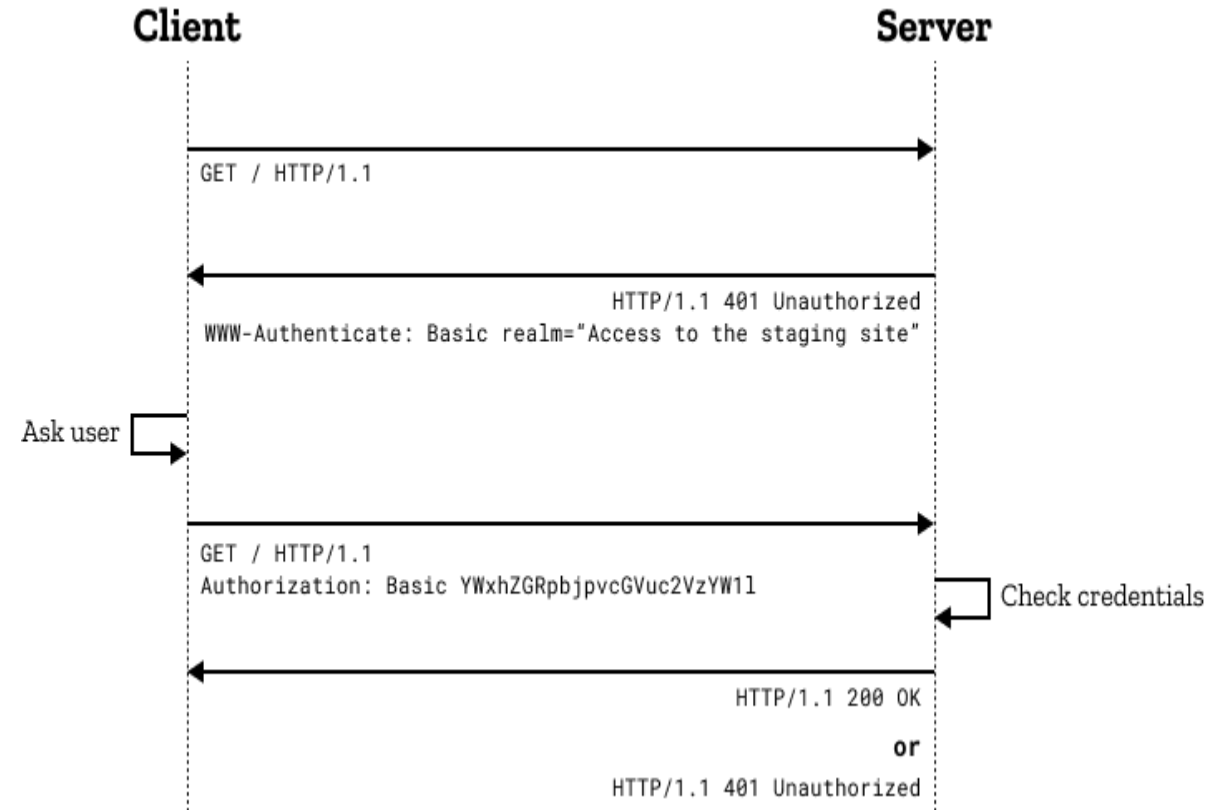 Client
Server
GET / HTTP/1.1
HTTP/1.1 401 Unauthorized
WWW-Authenticate: Basic realm="Access to the staging site"
Ask user
GET / HTTP/1.1
Authorization: Basic YWxhZGRpbjpvcGVuc2VzYW1l
Check credentials
HTTP/1.1 200 OK
or
HTTP/1.1 401 Unauthorized